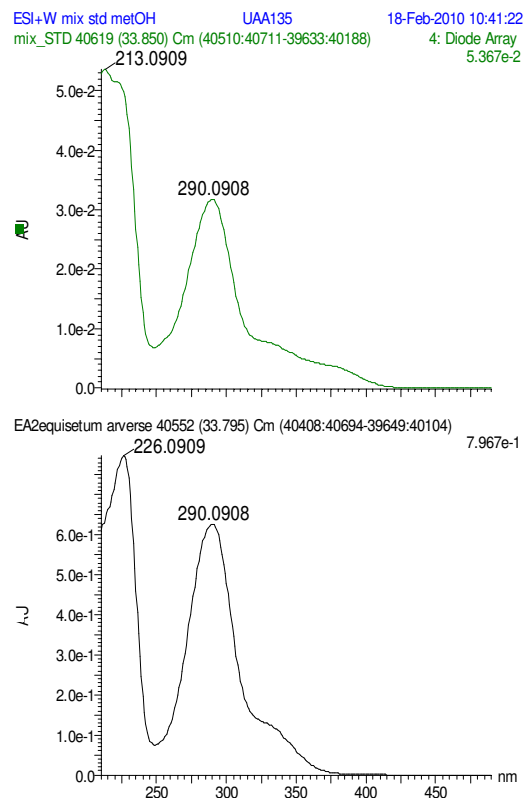 ESI+W mix std metOH UAA135 18-Feb-2010 10:41:22
mix_STD 40619 (33.850) Cm (40510:40711-39633:40188) 4: Diode Array
5.367e-2
213.0909
5.0e-2
4.0e-2
290.0908
3.0e-2
2.0e-2
1.0e-2
0.0
EA2equisetum arverse 40552 (33.795) Cm (40408:40694-39649:40104)
7.967e-1
226.0909
290.0908
6.0e-1
5.0e-1
4.0e-1
3.0e-1
2.0e-1
1.0e-1
0.0
nm
250 300 350 400 450